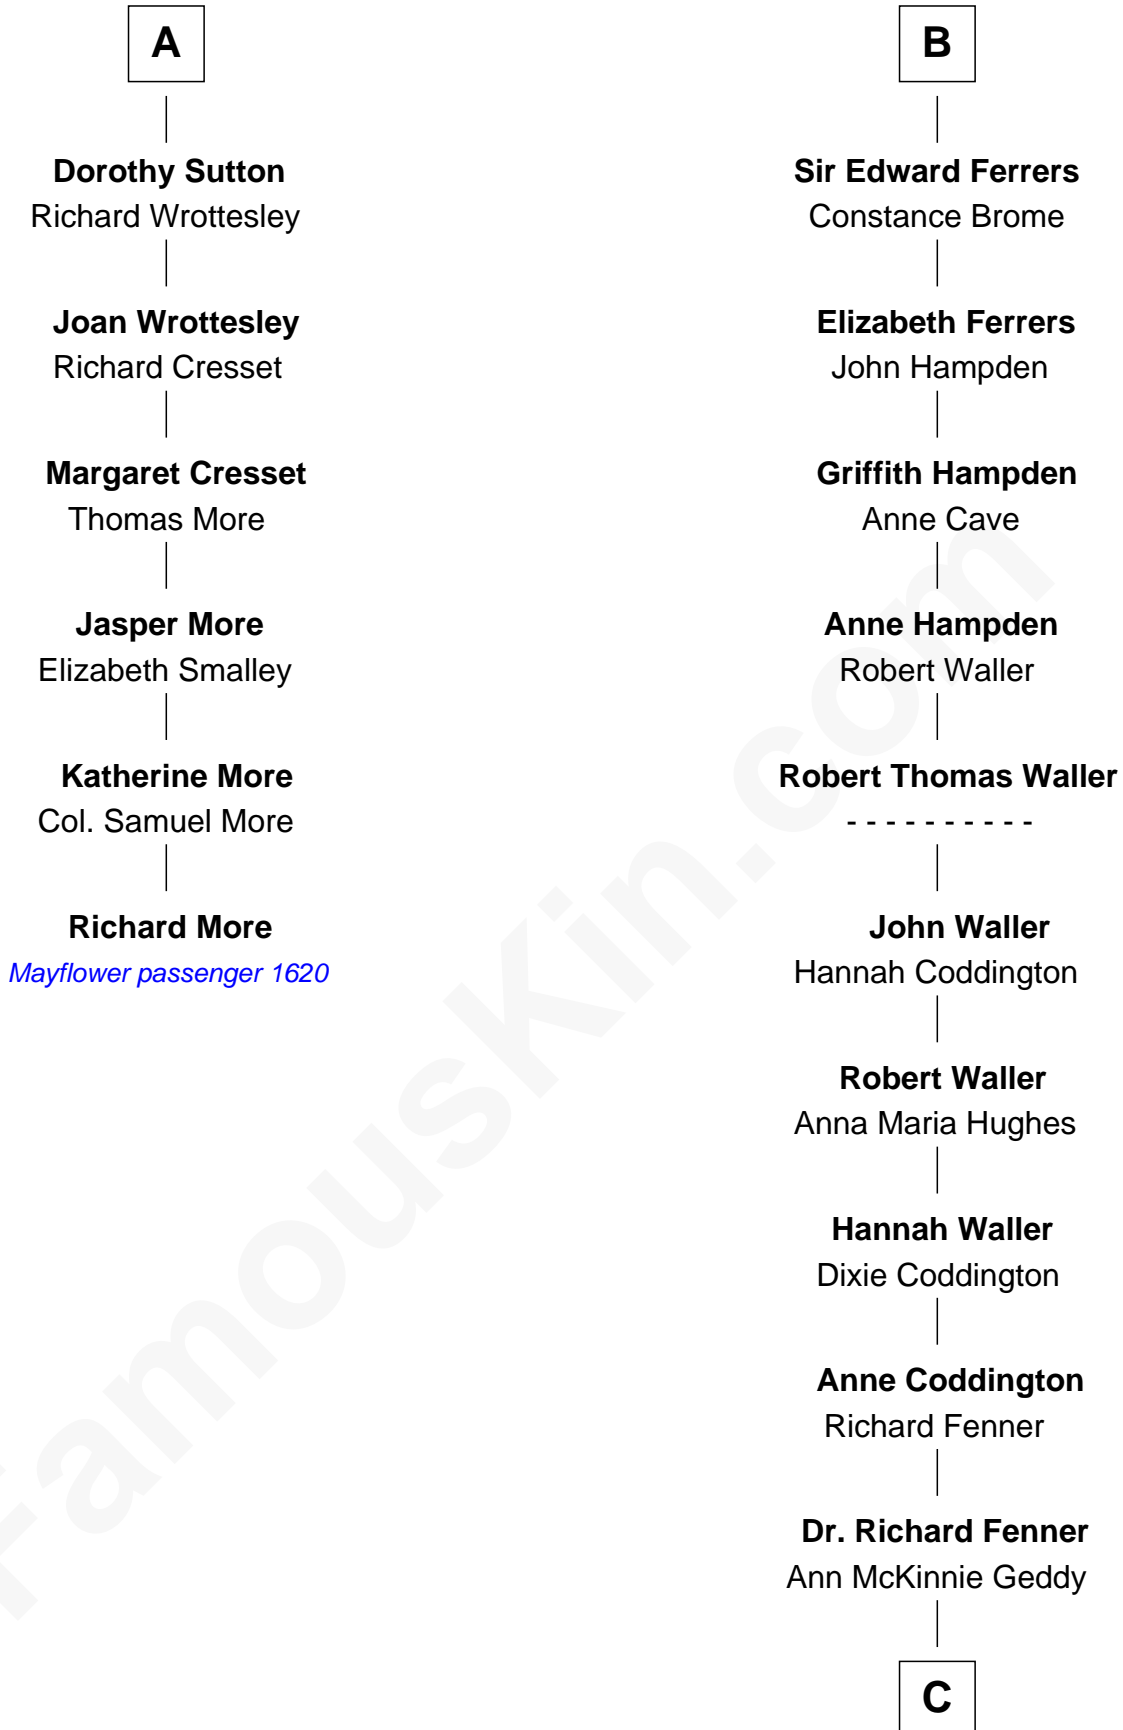 A
Dorothy Sutton
Richard Wrottesley
Joan Wrottesley
Richard Cresset
Margaret Cresset
Thomas More
Jasper More
Elizabeth Smalley
Katherine More
Col. Samuel More
Richard More
Mayflower passenger 1620
B
Sir Edward Ferrers
Constance Brome
Elizabeth Ferrers
John Hampden
Griffith Hampden
Anne Cave
Anne Hampden
Robert Waller
Robert Thomas Waller
- - - - - - - - - -
John Waller
Hannah Coddington
Robert Waller
Anna Maria Hughes
Hannah Waller
Dixie Coddington
Anne Coddington
Richard Fenner
Dr. Richard Fenner
Ann McKinnie Geddy
C
FamousKin.com